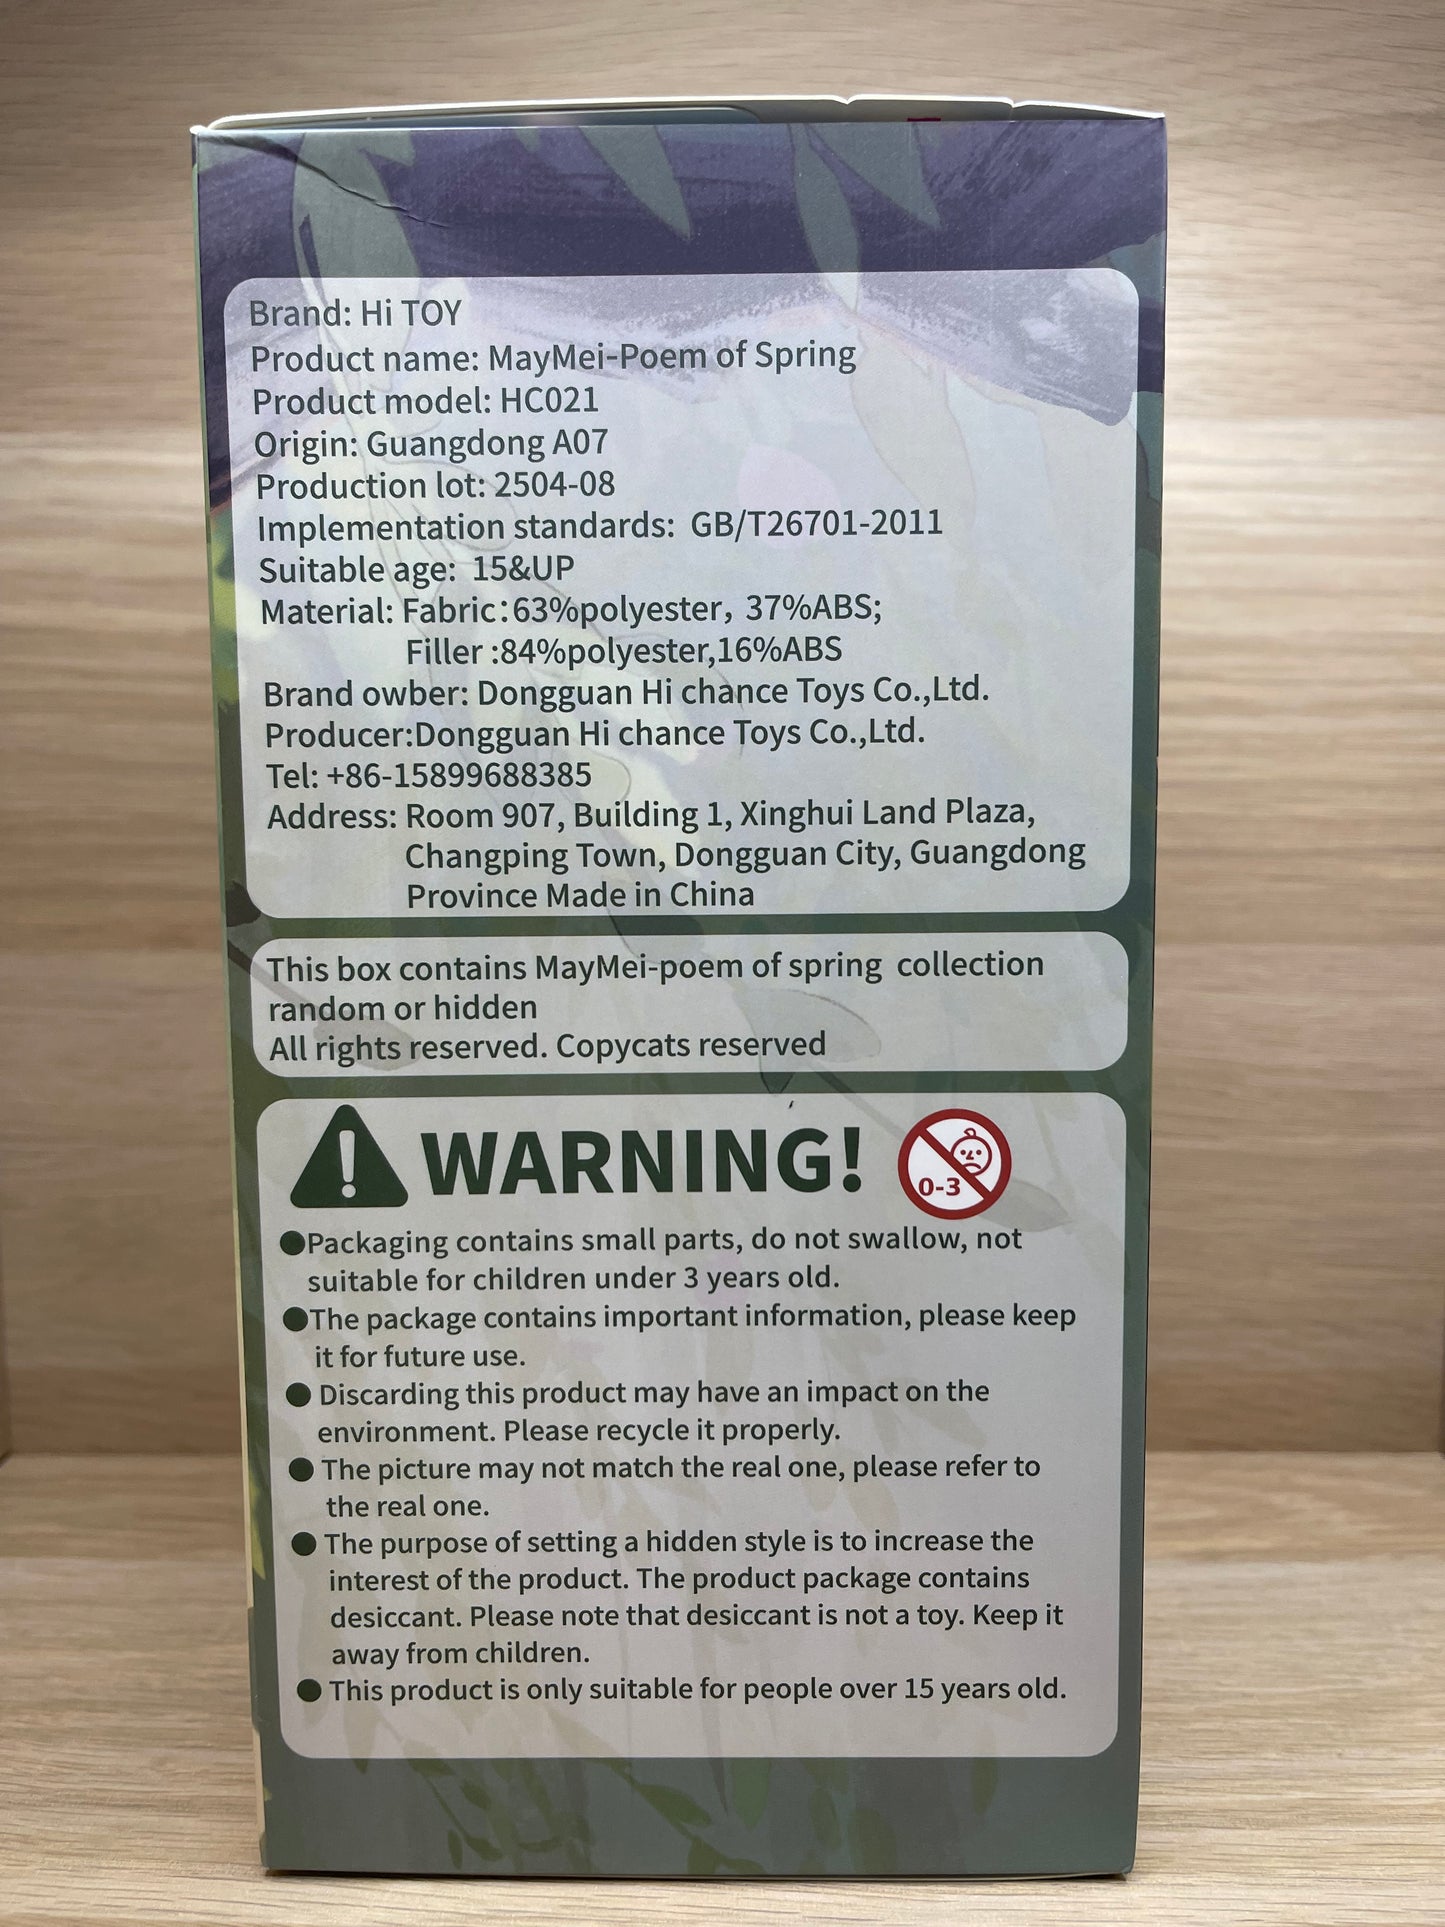 Brand: Hi TOY
Product name: MayMei-Poem of Spring
Product model: HC021
Origin: Guangdong A07
Production lot: 2504-08
Implementation standards: GB/T26701-2011
Suitable age: 15&UP
Material: Fabric:63%polyester, 37%ABS;
Filler :84%polyester,16%ABS
Brand owber: Dongguan Hi chance Toys Co.,Ltd.
Producer:Dongguan Hi chance Toys Co.,Ltd.
Tel: +86-15899688385
Address: Room 907, Building 1, Xinghui Land Plaza,
Changping Town, Dongguan City, Guangdong
Province Made in China
This box contains MayMei-poem of spring collection
random or hidden
All rights reserved. Copycats reserved
WARNING!
0-3
●Packaging contains small parts, do not swallow, not
suitable for children under 3 years old.
●The package contains important information, please keep
it for future use.
● Discarding this product may have an impact on the
environment. Please recycle it properly.
● The picture may not match the real one, please refer to
the real one.
● The purpose of setting a hidden style is to increase the
interest of the product. The product package contains
desiccant. Please note that desiccant is not a toy. Keep it
away from children.
● This product is only suitable for people over 15 years old.